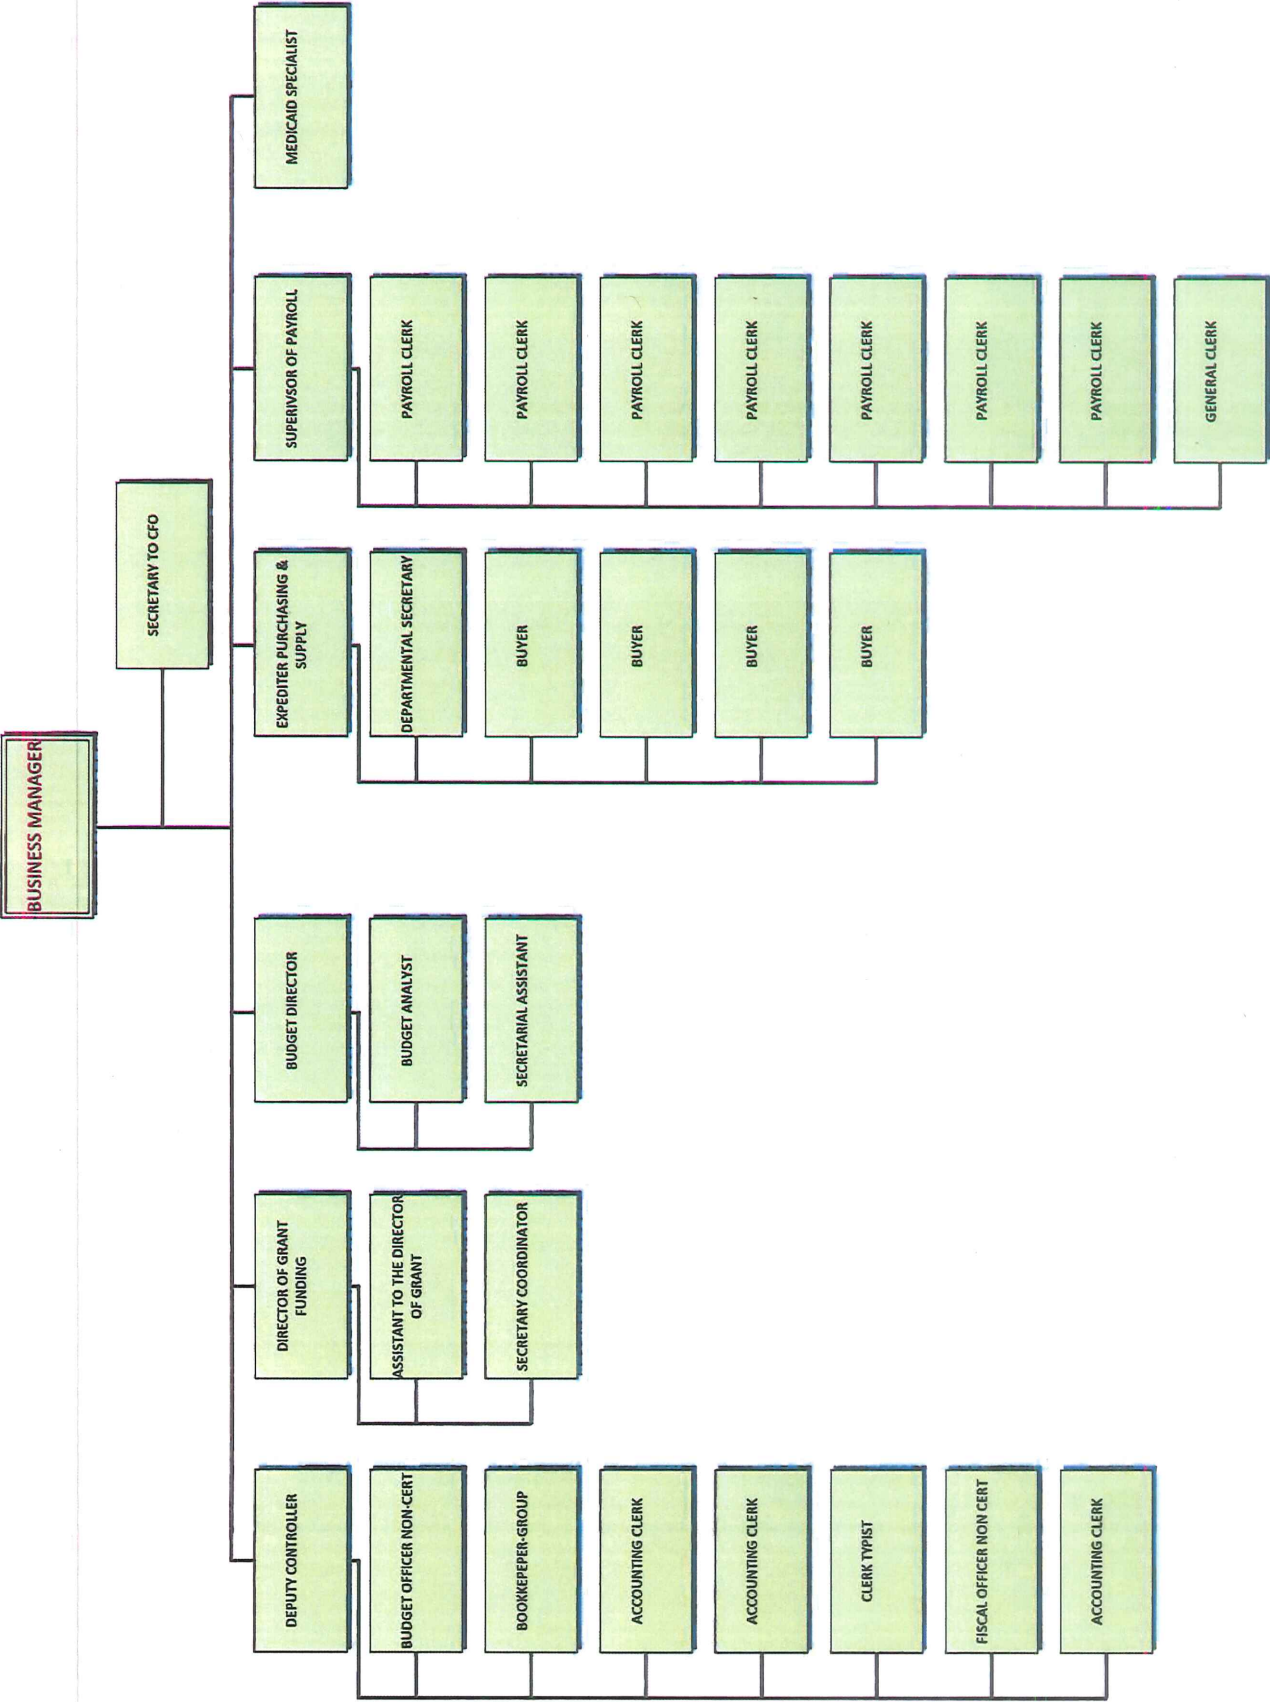 BUSINESS MANAGER
SECRETARY TO CFO
DEPUTY CONTROLLER
BUDGET OFFICER NON-CERT
BOOKKEPEPER-GROUP
ACCOUNTING CLERK
ACCOUNTING CLERK
CLERK TYPIST
FISCAL OFFICER NON CERT
ACCOUNTING CLERK
DIRECTOR OF GRANT
FUNDING
ASSISTANT TO THE DIRECTOR
OF GRANT
SECRETARY COORDINATOR
BUDGET DIRECTOR
BUDGET ANALYST
SECRETARIAL ASSISTANT
EXPEDITER PURCHASING &
SUPPLY
DEPARTMENTAL SECRETARY
BUYER
BUYER
BUYER
BUYER
SUPERIVSOR OF PAYROLL
PAYROLL CLERK
PAYROLL CLERK
PAYROLL CLERK
PAYROLL CLERK
PAYROLL CLERK
PAYROLL CLERK
PAYROLL CLERK
GENERAL CLERK
MEDICAID SPECIALIST